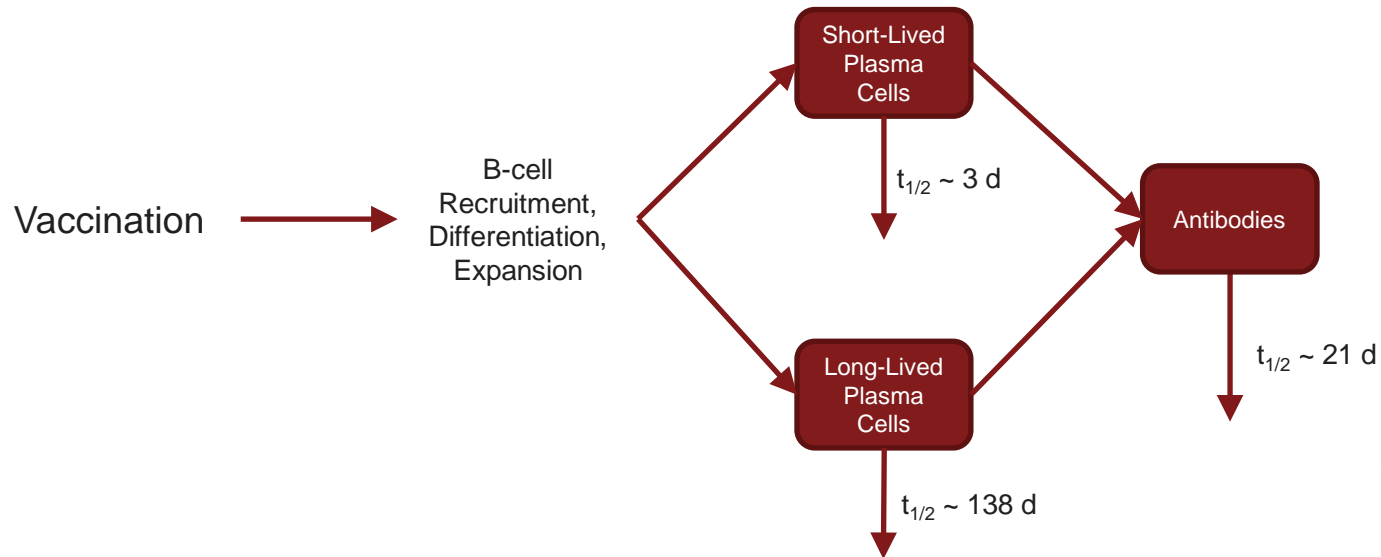 Vaccination
B-cell
Recruitment,
Differentiation,
Expansion
Short-Lived
Plasma
Cells
t1/2 ~ 3 d
Long-Lived
Plasma
Cells
t1/2 ~ 138 d
Antibodies
t1/2 ~ 21 d